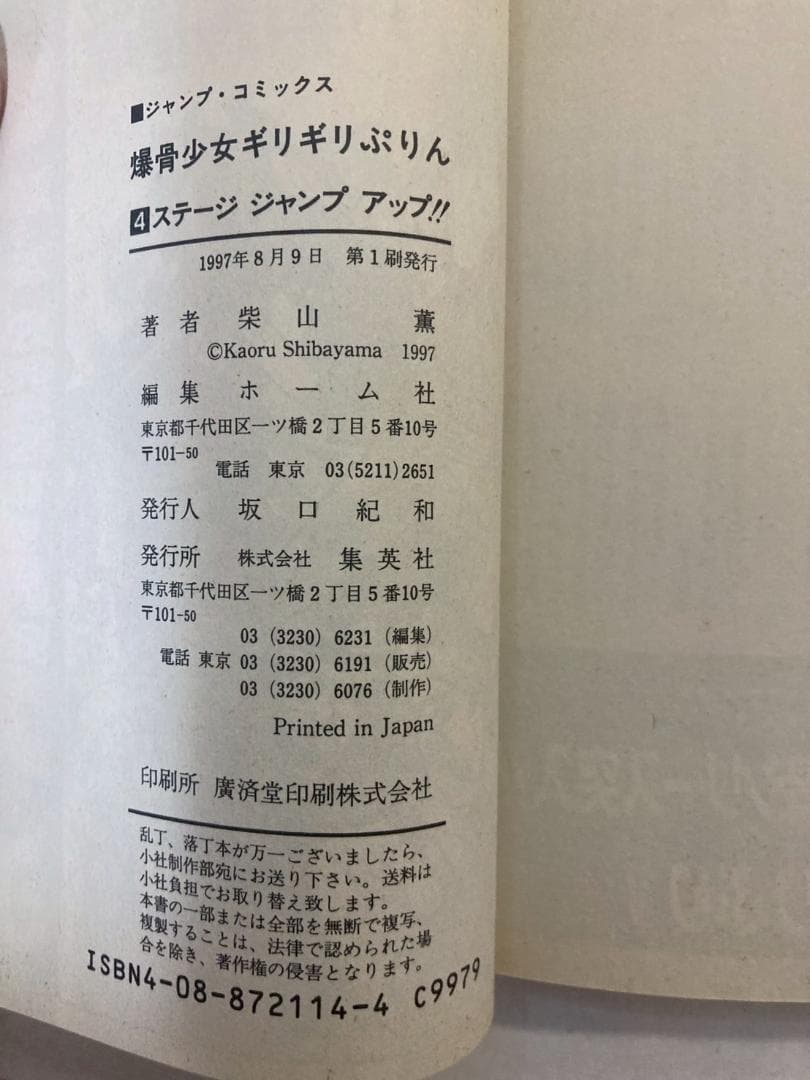 ■ジャンプ・コミックス
爆骨少女ギリギリぷりん
4ステージ ジャンプ アップ!!
1997年8月9日 第1刷発行
著者 柴山 薫
©Kaoru Shibayama 1997
編集 ホーム社
東京都千代田区一ツ橋2丁目5番10号
〒101-50
電話 東京 03(5211)2651
発行人 坂口紀和
発行所 株式会社 集英社
東京都千代田区一ツ橋2丁目5番10号
〒101-50
03 (3230) 6231 (編集)
電話 東京 03 (3230) 6191 (販売)
03 (3230) 6076 (制作)
Printed in Japan
印刷所 廣済堂印刷株式会社
乱丁、落丁本が万一ございましたら、
小社制作部宛にお送り下さい。送料は
小社負担でお取り替え致します。
本書の一部または全部を無断で複写、
複製することは、法律で認められた場
合を除き、著作権の侵害となります。
ISBN4-08-872114-4 C9979